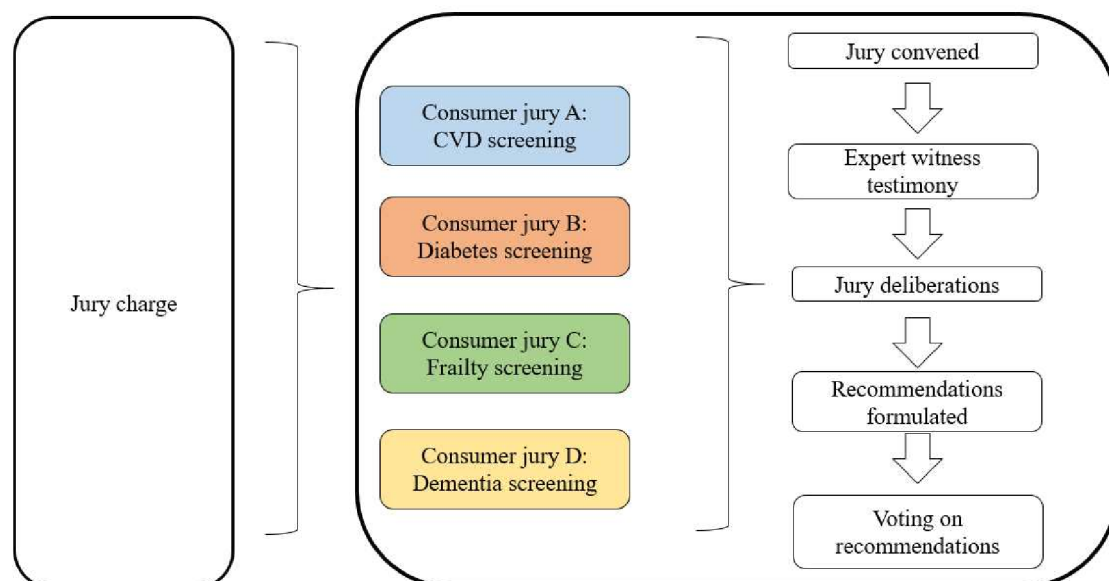 Jury charge
Consumer jury A:
CVD screening
Consumer jury B:
Diabetes screening
Consumer jury C:
Frailty screening
Consumer jury D:
Dementia screening
Jury convened
Expert witness
testimony
Jury deliberations
Recommendations
formulated
Voting on
recommendations